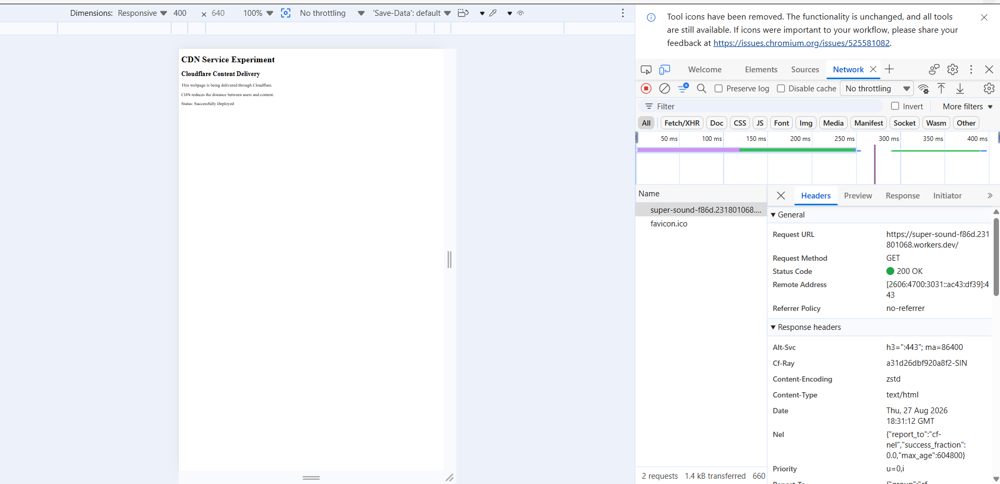 Dimensions: Responsive 400 × 640 100% No throttling 'Save-Data': default
CDN Service Experiment
Cloudflare Content Delivery
This webpage is being delivered through Cloudflare.
CDN reduces the distance between users and content.
Status: Successfully Deployed
Tool icons have been removed. The functionality is unchanged, and all tools
are still available. If icons were important to your workflow, please share your
feedback at https://issues.chromium.org/issues/525581082.
Welcome Elements Sources Network
Preserve log Disable cache No throttling
Filter Invert More filters
All Fetch/XHR Doc CSS JS Font Img Media Manifest Socket Wasm Other
50 ms 100 ms 150 ms 200 ms 250 ms 300 ms 350 ms 400 ms
Name
super-sound-f86d.231801068....
favicon.ico
2 requests 1.4 kB transferred 660
Headers Preview Response Initiator
General
Request URL https://super-sound-f86d.231
801068.workers.dev/
Request Method GET
Status Code 200 OK
Remote Address [2606:4700:3031::ac43:df39]:4
43
Referrer Policy no-referrer
Response headers
Alt-Svc h3=":443"; ma=86400
Cf-Ray a31d26dbf920a8f2-SIN
Content-Encoding zstd
Content-Type text/html
Date Thu, 27 Aug 2026
18:31:12 GMT
Nel {"report_to":"cf-
nel","success_fraction":
0.0,"max_age":604800}
Priority u=0,i